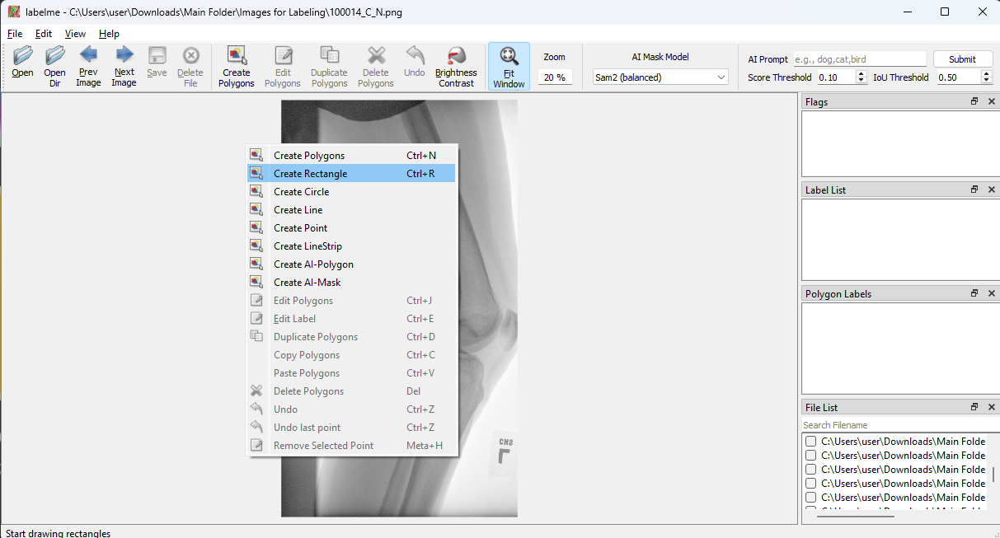 labelme - C:\Users\user\Downloads\Main Folder\Images for Labeling\100014_C_N.png
File Edit View Help
Open
Open Dir
Prev Image
Next Image
Save
Delete File
Create Polygons
Edit Polygons
Duplicate Polygons
Delete Polygons
Undo
Brightness Contrast
Fit Window
Zoom
20 %
AI Mask Model
Sam2 (balanced)
AI Prompt e.g., dog,cat,bird Submit
Score Threshold 0.10 IoU Threshold 0.50
Create Polygons Ctrl+N
Create Rectangle Ctrl+R
Create Circle
Create Line
Create Point
Create LineStrip
Create AI-Polygon
Create AI-Mask
Edit Polygons Ctrl+J
Edit Label Ctrl+E
Duplicate Polygons Ctrl+D
Copy Polygons Ctrl+C
Paste Polygons Ctrl+V
Delete Polygons Del
Undo Ctrl+Z
Undo last point Ctrl+Z
Remove Selected Point Meta+H
L
Flags
Label List
Polygon Labels
File List
Search Filename
C:\Users\user\Downloads\Main Folde
C:\Users\user\Downloads\Main Folde
C:\Users\user\Downloads\Main Folde
C:\Users\user\Downloads\Main Folde
C:\Users\user\Downloads\Main Folde
Start drawing rectangles